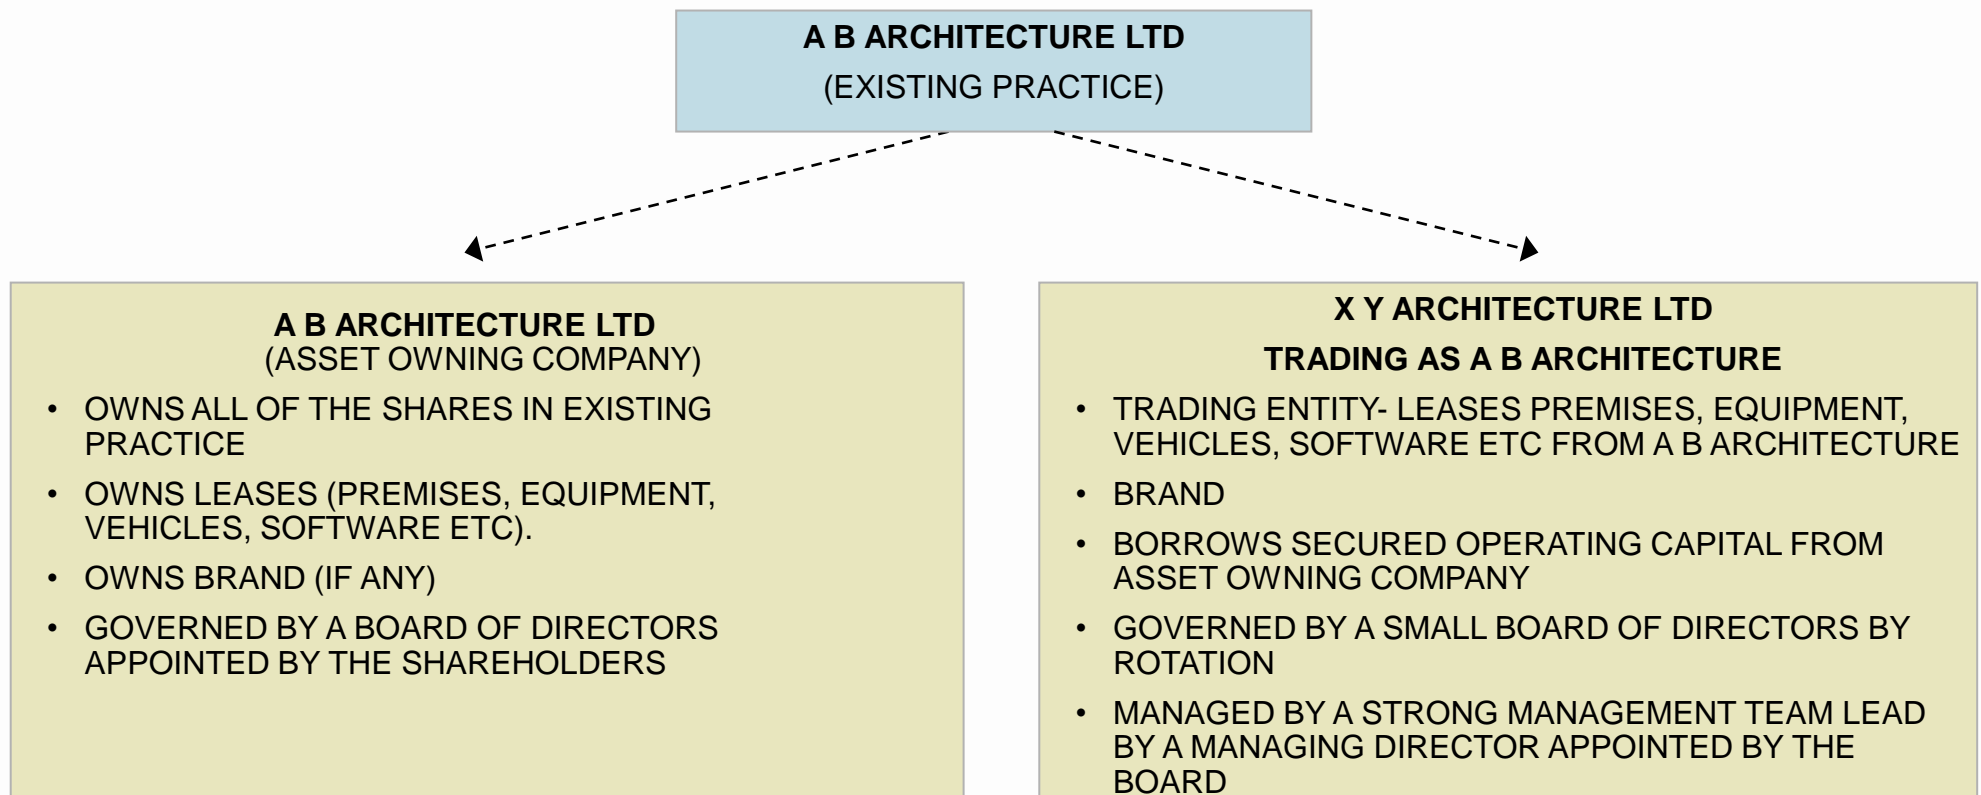 A B ARCHITECTURE LTD
(EXISTING PRACTICE)
A B ARCHITECTURE LTD
(ASSET OWNING COMPANY)
• OWNS ALL OF THE SHARES IN EXISTING
PRACTICE
• OWNS LEASES (PREMISES, EQUIPMENT,
VEHICLES, SOFTWARE ETC).
• OWNS BRAND (IF ANY)
• GOVERNED BY A BOARD OF DIRECTORS
APPOINTED BY THE SHAREHOLDERS
X Y ARCHITECTURE LTD
TRADING AS A B ARCHITECTURE
• TRADING ENTITY- LEASES PREMISES, EQUIPMENT,
VEHICLES, SOFTWARE ETC FROM A B ARCHITECTURE
• BRAND
• BORROWS SECURED OPERATING CAPITAL FROM
ASSET OWNING COMPANY
• GOVERNED BY A SMALL BOARD OF DIRECTORS BY
ROTATION
• MANAGED BY A STRONG MANAGEMENT TEAM LEAD
BY A MANAGING DIRECTOR APPOINTED BY THE
BOARD